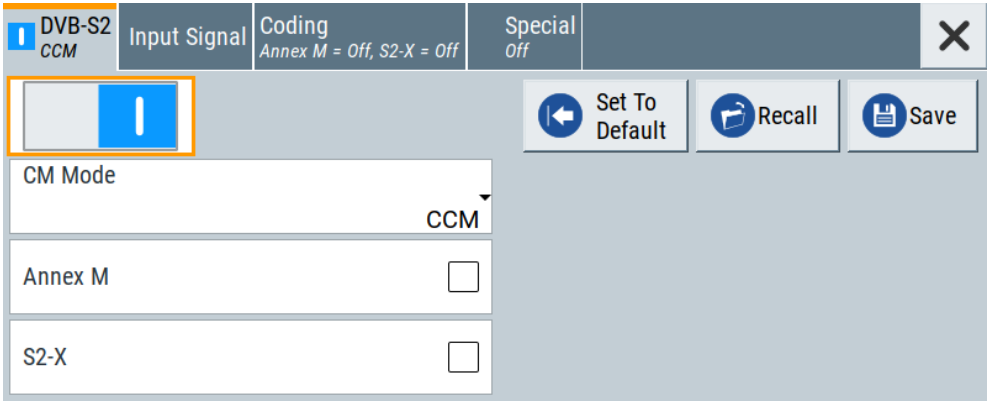 DVB-S2
CCM
Input Signal
Coding
Annex M = Off, S2-X = Off
Special
Off
Set To
Default
Recall
Save
CM Mode
CCM
Annex M
S2-X